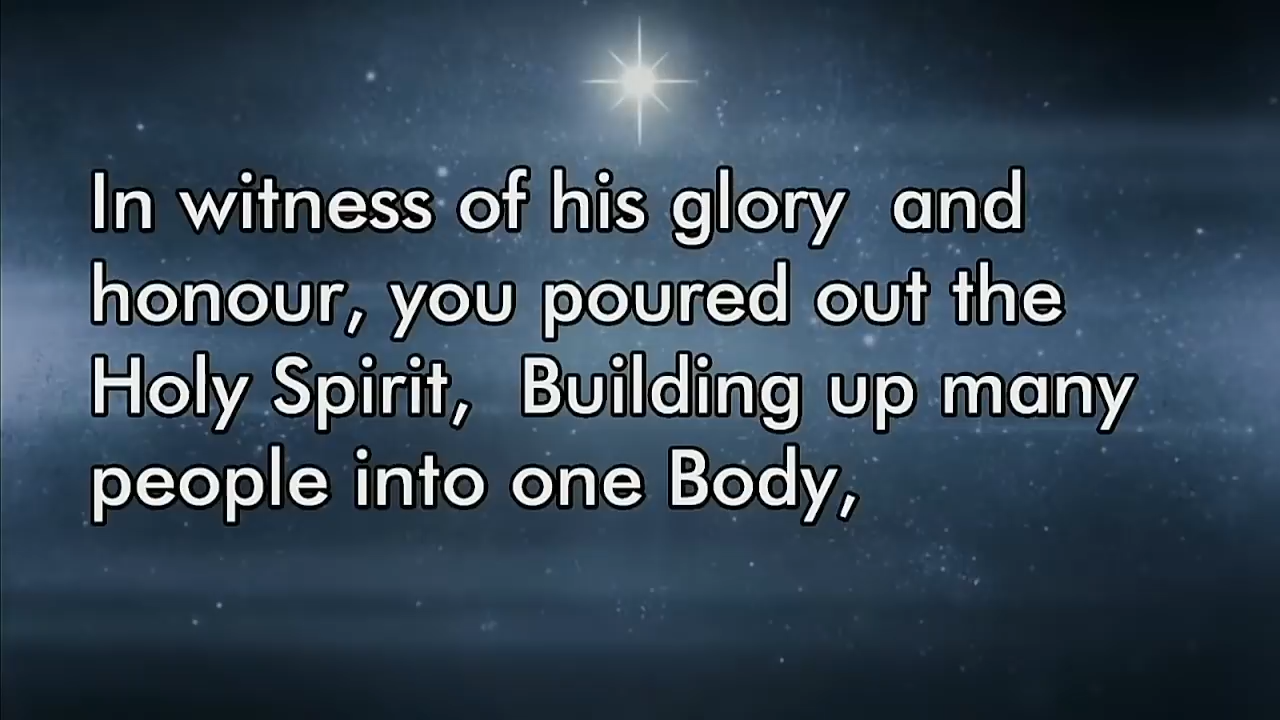 In witness of his glory  and
honour, you poured out the
Holy Spirit,  Building up many
people into one Body,